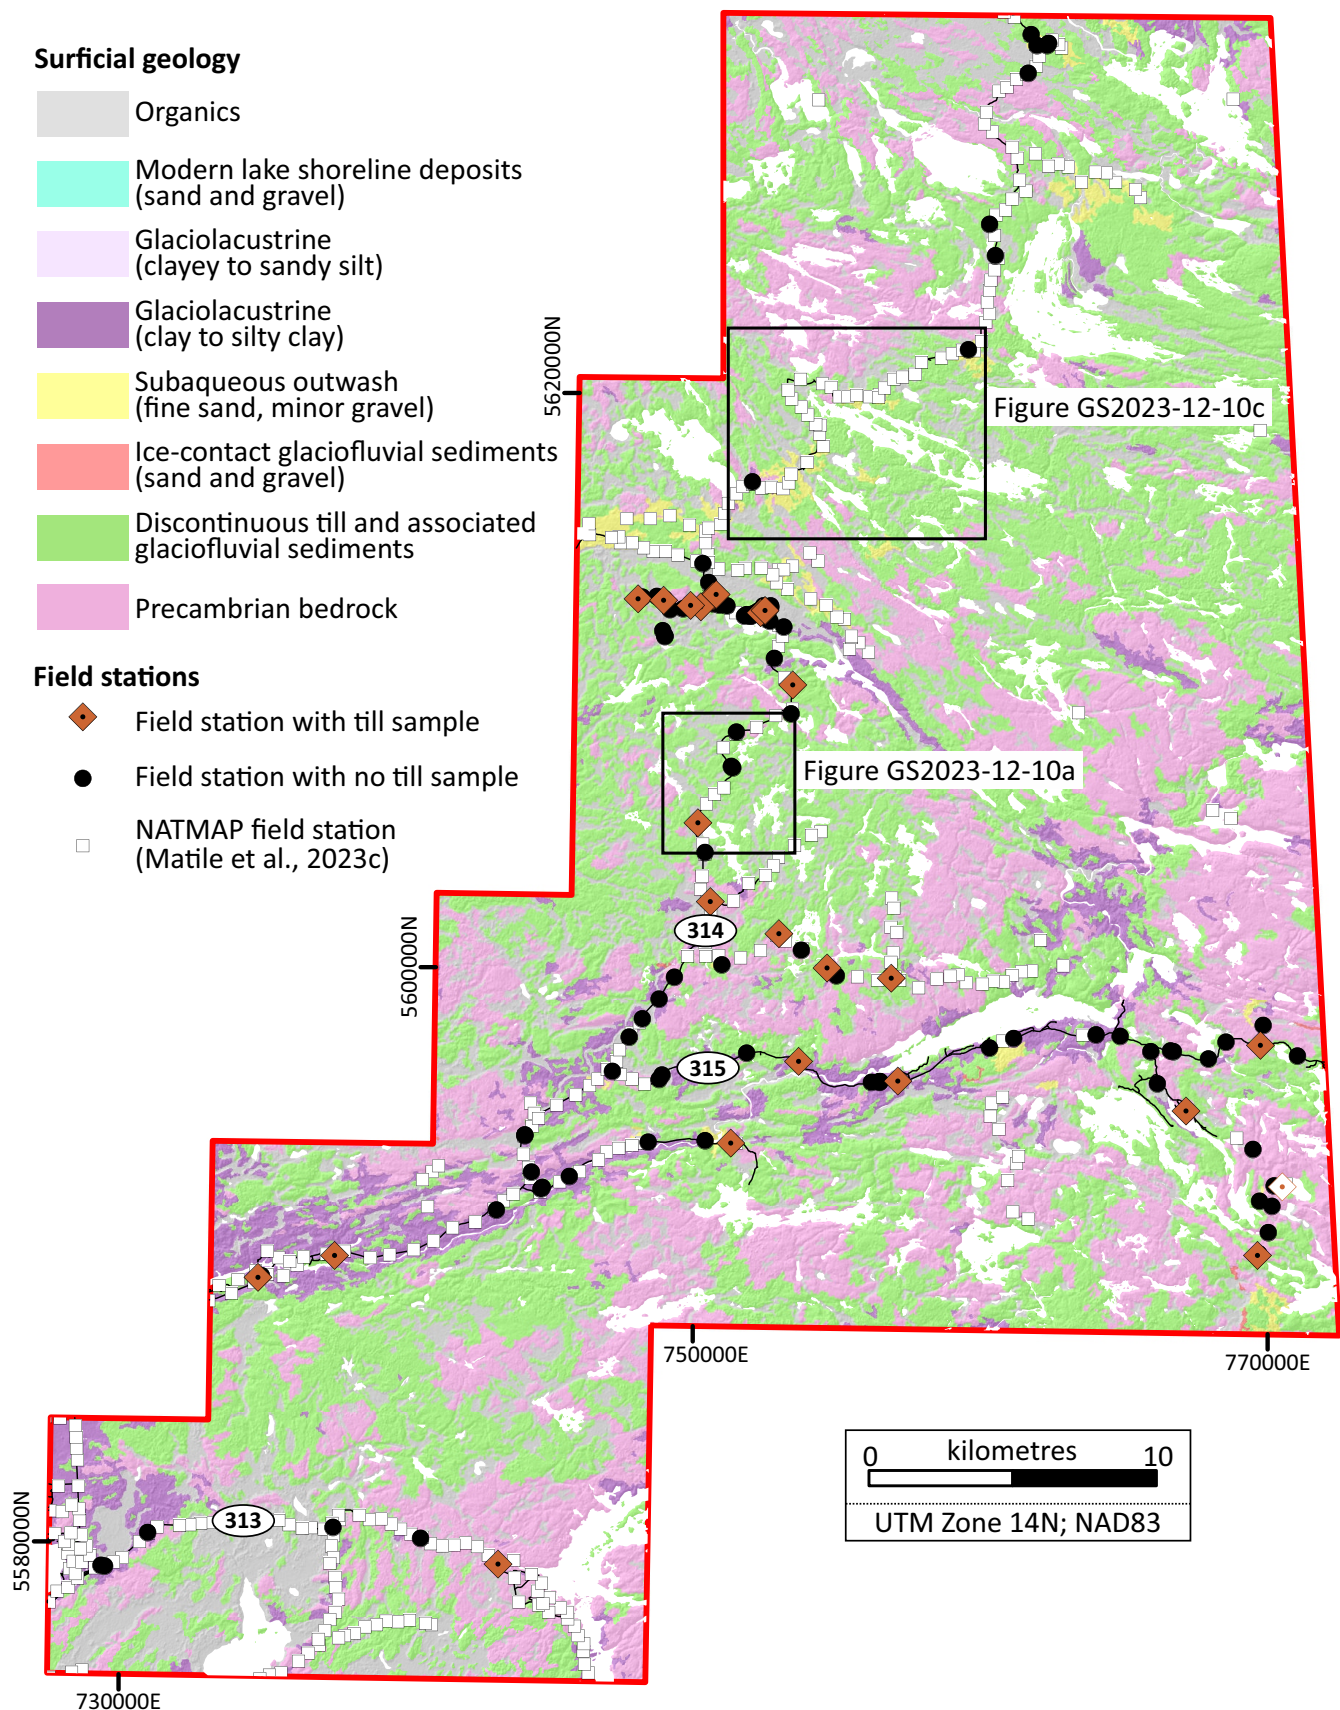 Surficial geology
Organics
Modern lake shoreline deposits
(sand and gravel)
Glaciolacustrine
(clayey to sandy silt)
Glaciolacustrine
(clay to silty clay)
Subaqueous outwash
(fine sand, minor gravel)
Ice-contact glaciofluvial sediments
(sand and gravel)
Discontinuous till and associated
glaciofluvial sediments
Precambrian bedrock
Field stations
Field station with till sample
Field station with no till sample
NATMAP field station
(Matile et al., 2023c)
5620000N
Figure GS2023-12-10c
Figure GS2023-12-10a
5600000N
314
315
750000E
770000E
313
5580000N
730000E
0 kilometres 10
UTM Zone 14N; NAD83